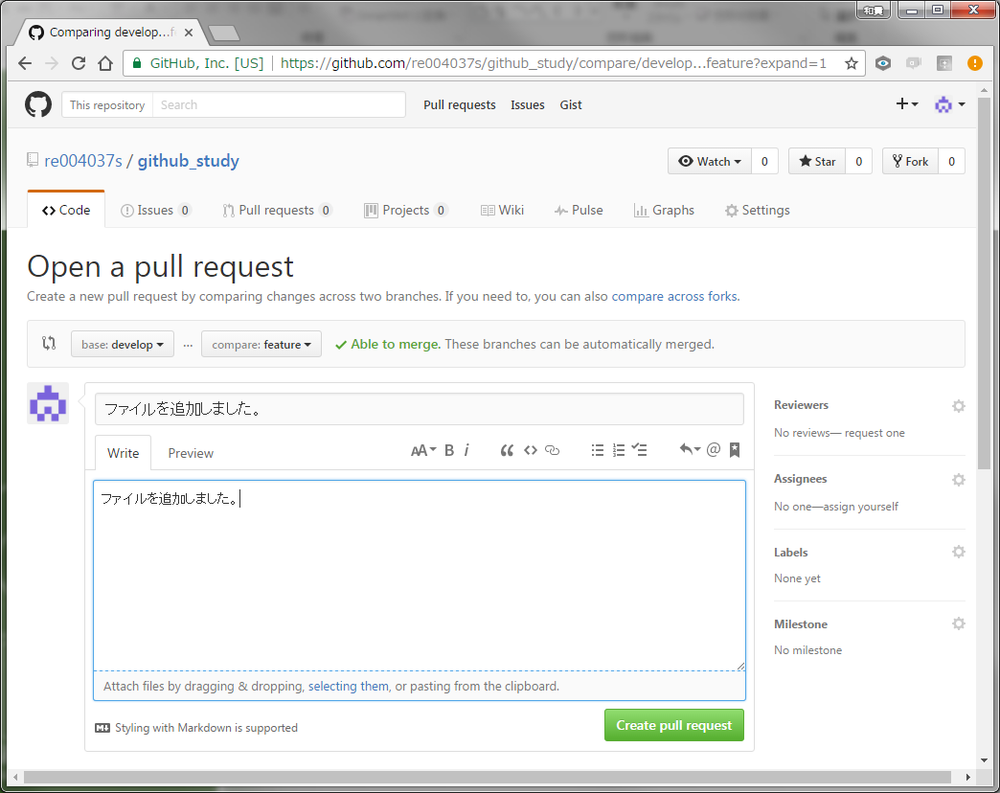 和真
Comparing develop...fe
GitHub, Inc. [US] https://github.com/re004037s/github_study/compare/develop...feature?expand=1
This repository Search Pull requests Issues Gist
re004037s / github_study Watch 0 Star 0 Fork 0
Code Issues 0 Pull requests 0 Projects 0 Wiki Pulse Graphs Settings
Open a pull request
Create a new pull request by comparing changes across two branches. If you need to, you can also compare across forks.
base: develop ... compare: feature Able to merge. These branches can be automatically merged.
ファイルを追加しました。
Write Preview AA B i
ファイルを追加しました。
Attach files by dragging & dropping, selecting them, or pasting from the clipboard.
Styling with Markdown is supported
Create pull request
Reviewers
No reviews— request one
Assignees
No one—assign yourself
Labels
None yet
Milestone
No milestone